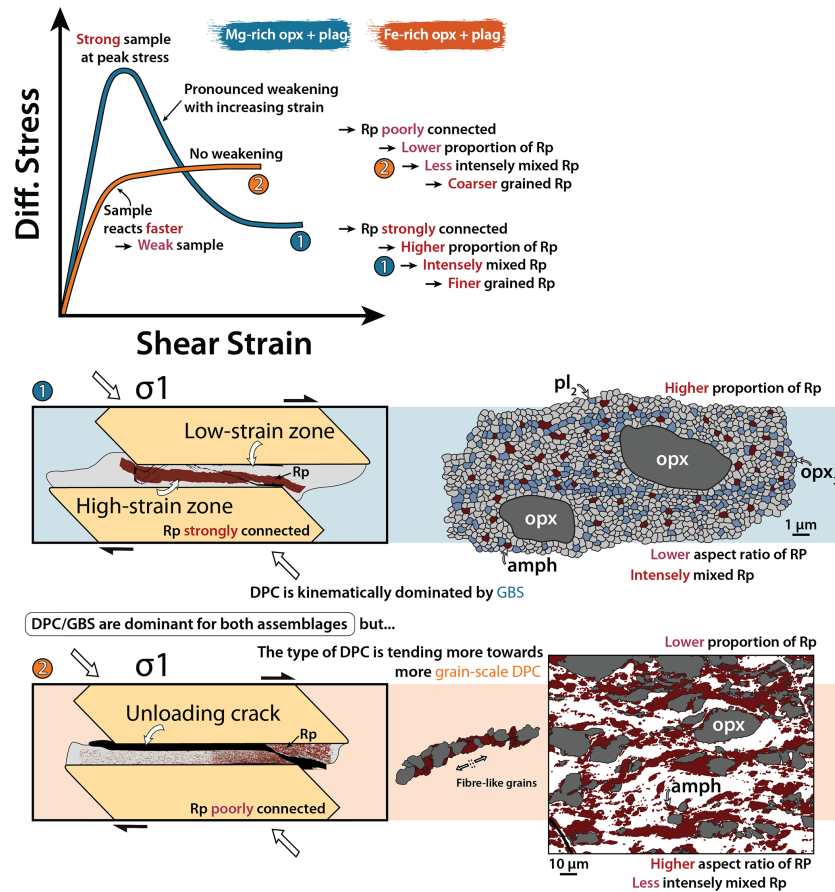 Mg-rich opx + plag
Fe-rich opx + plag
Strong sample
at peak stress
Pronounced weakening
with increasing strain
No weakening
2
Sample
reacts faster
→ Weak sample
1
Diff. Stress
Shear Strain
→ Rp poorly connected
→ Lower proportion of Rp
2 → Less intensely mixed Rp
→ Coarser grained Rp
→ Rp strongly connected
→ Higher proportion of Rp
1 → Intensely mixed Rp
→ Finer grained Rp
1
σ1
Low-strain zone
Rp
High-strain zone
Rp strongly connected
pl2
Higher proportion of Rp
opx
opx
opx
amph
1 μm
Lower aspect ratio of RP
Intensely mixed Rp
DPC is kinematically dominated by GBS
DPC/GBS are dominant for both assemblages but...
2
σ1
The type of DPC is tending more towards
more grain-scale DPC
Unloading crack
Rp
Rp poorly connected
Fibre-like grains
Lower proportion of Rp
opx
amph
10 μm
Higher aspect ratio of RP
Less intensely mixed Rp